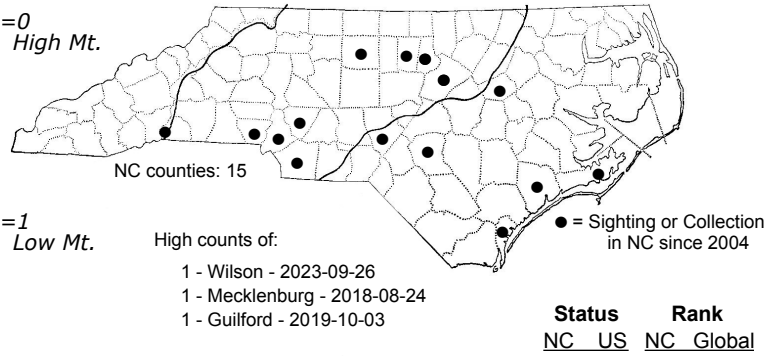 =0
High Mt.
NC counties: 15
=1
Low Mt.
High counts of:
1 - Wilson - 2023-09-26
1 - Mecklenburg - 2018-08-24
1 - Guilford - 2019-10-03
● = Sighting or Collection
in NC since 2004
Status Rank
NC US NC Global